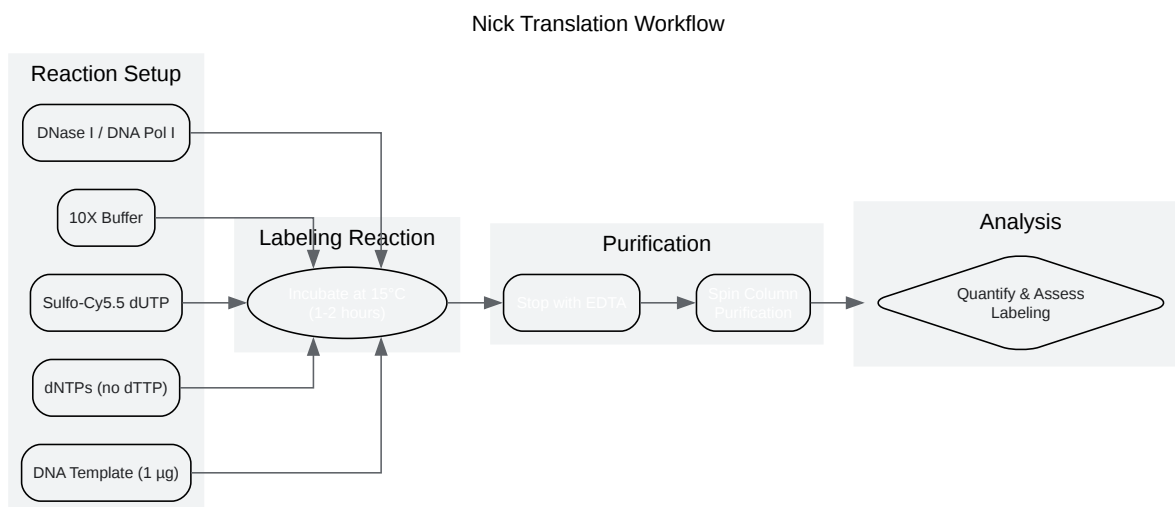 Nick Translation Workflow
Reaction Setup
DNase I / DNA Pol I
10X Buffer
Sulfo-Cy5.5 dUTP
dNTPs (no dTTP)
DNA Template (1 µg)
Labeling Reaction
Incubate at 15°C
(1-2 hours)
Purification
Stop with EDTA
Spin Column
Purification
Analysis
Quantify & Assess
Labeling